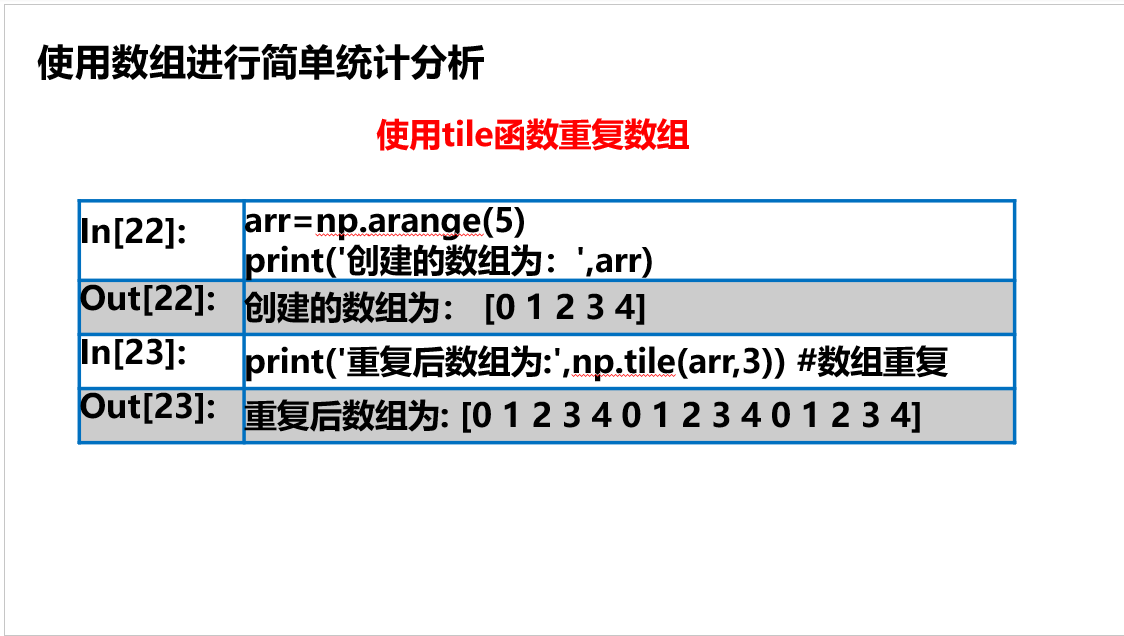 使用数组进行简单统计分析
使用tile函数重复数组
In[22]:
arr=np.arange(5)
print('创建的数组为：',arr)
Out[22]:
创建的数组为： [0 1 2 3 4]
In[23]:
print('重复后数组为:',np.tile(arr,3)) #数组重复
Out[23]:
重复后数组为: [0 1 2 3 4 0 1 2 3 4 0 1 2 3 4]